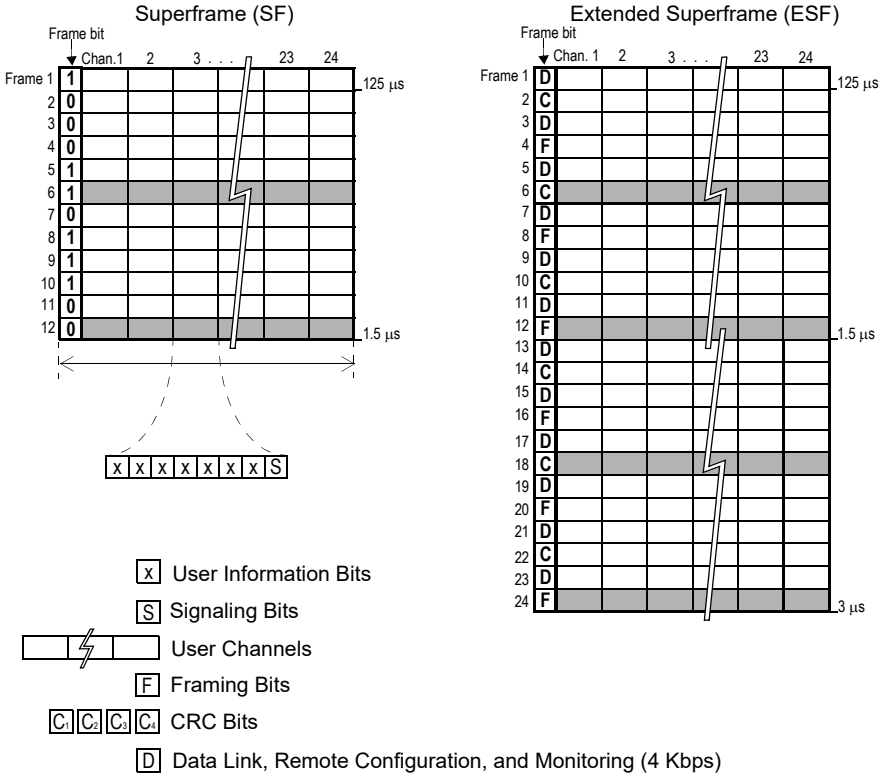 Superframe (SF)
Frame bit
Chan.1 2 3 . . . 23 24
Frame 1 1 125 μs
2 0
3 0
4 0
5 1
6 1
7 0
8 1
9 1
10 1
11 0
12 0 1.5 μs
x x x x x x x S
Extended Superframe (ESF)
Frame bit
Chan. 1 2 3 . . . 23 24
Frame 1 D 125 μs
2 C
3 D
4 F
5 D
6 C
7 D
8 F
9 D
10 C
11 D
12 F 1.5 μs
13 D
14 C
15 D
16 F
17 D
18 C
19 D
20 F
21 D
22 C
23 D
24 F 3 μs
x User Information Bits
S Signaling Bits
User Channels
F Framing Bits
C1 C2 C3 C4 CRC Bits
D Data Link, Remote Configuration, and Monitoring (4 Kbps)